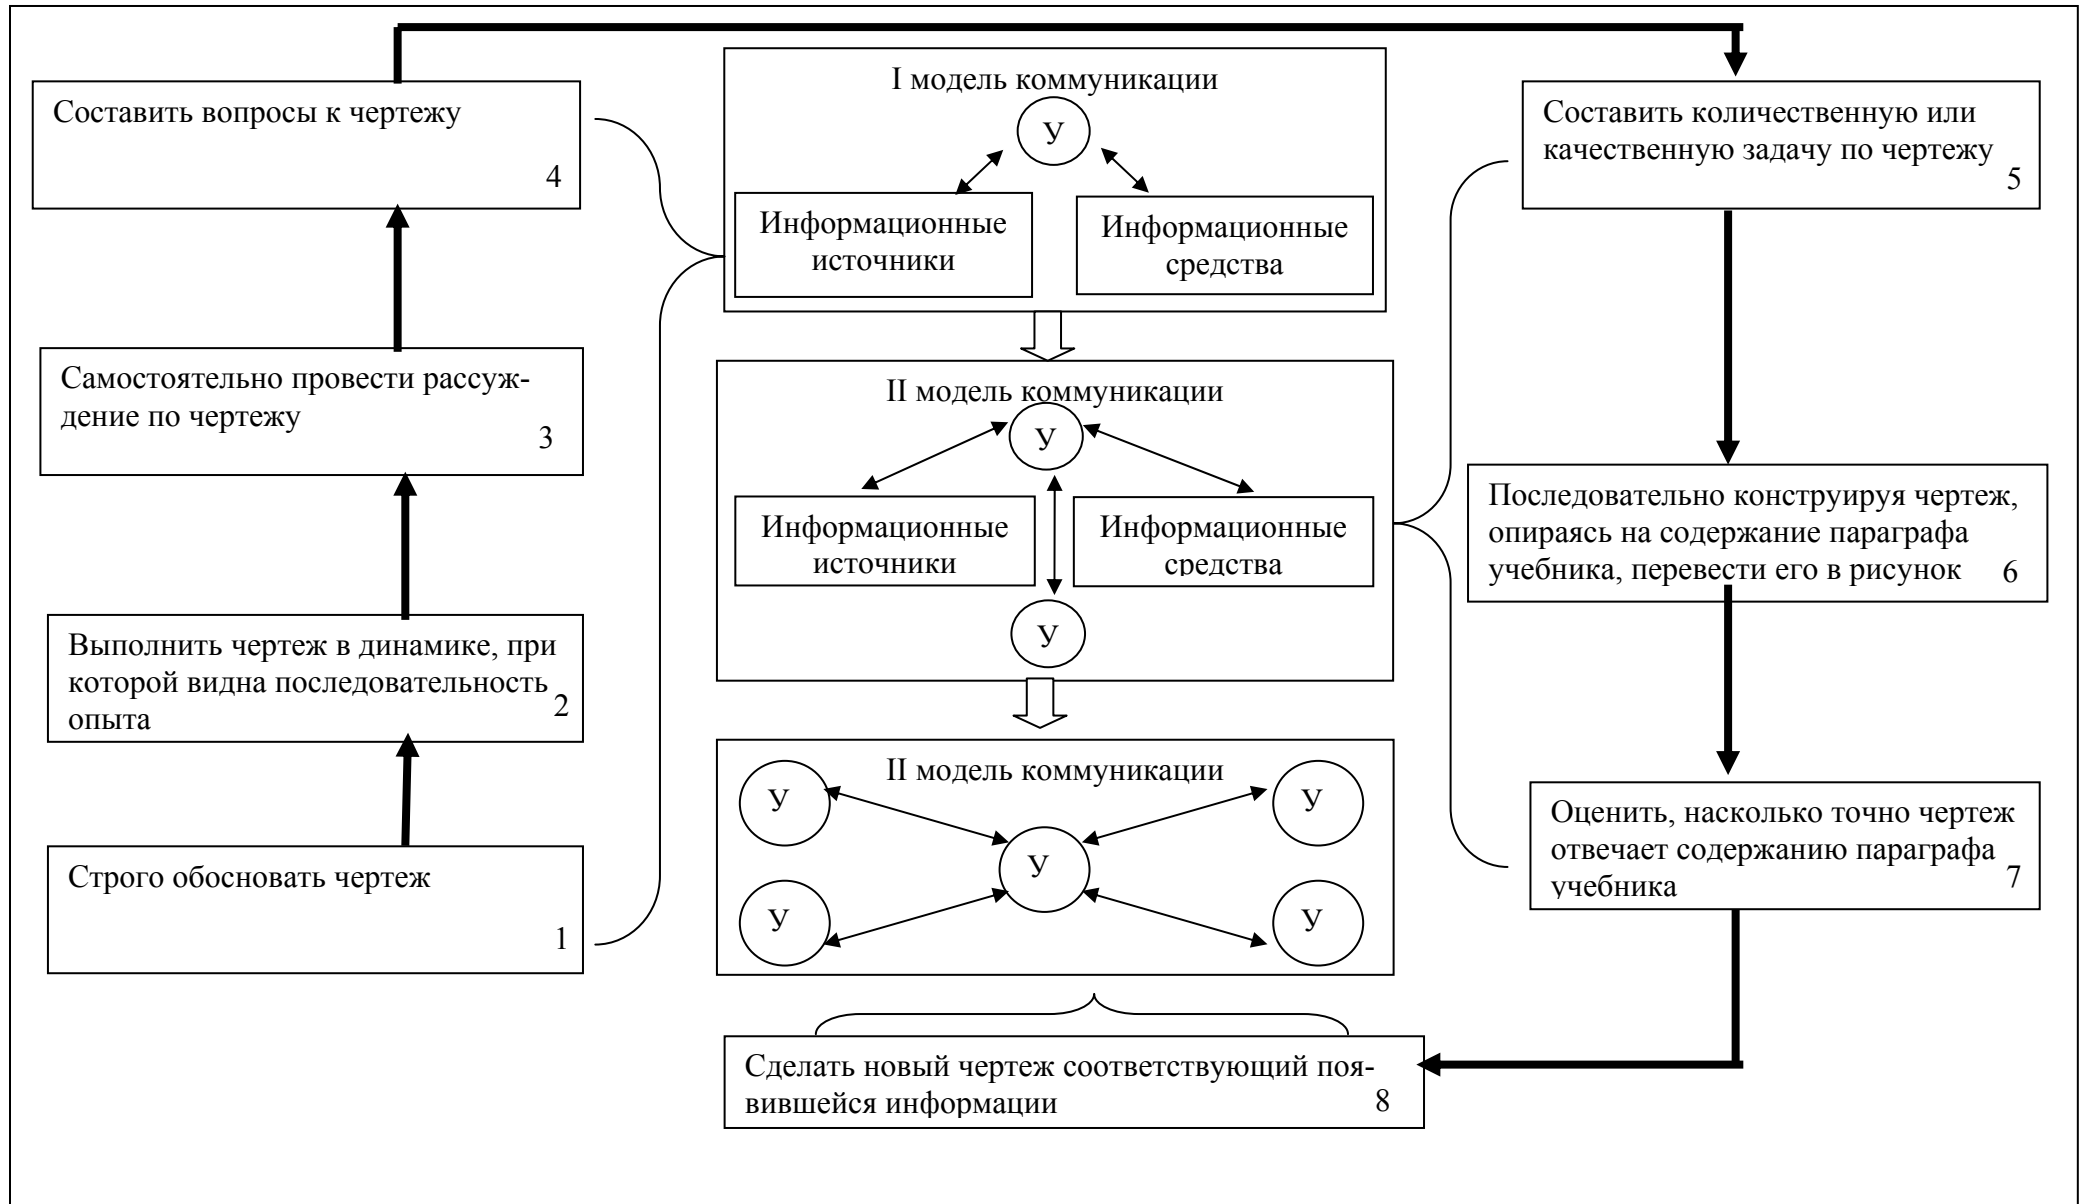 Составить вопросы к чертежу
4
Самостоятельно провести рассуж-
дение по чертежу
3
Выполнить чертеж в динамике, при
которой видна последовательность
опыта
2
Строго обосновать чертеж
1
I модель коммуникации
У
Информационные
источники
Информационные
средства
II модель коммуникации
У
Информационные
источники
Информационные
средства
У
II модель коммуникации
У
У
У
У
У
Составить количественную или
качественную задачу по чертежу
5
Последовательно конструируя чертеж,
опираясь на содержание параграфа
учебника, перевести его в рисунок
6
Оценить, насколько точно чертеж
отвечает содержанию параграфа
учебника
7
Сделать новый чертеж соответствующий поя-
вившейся информации
8